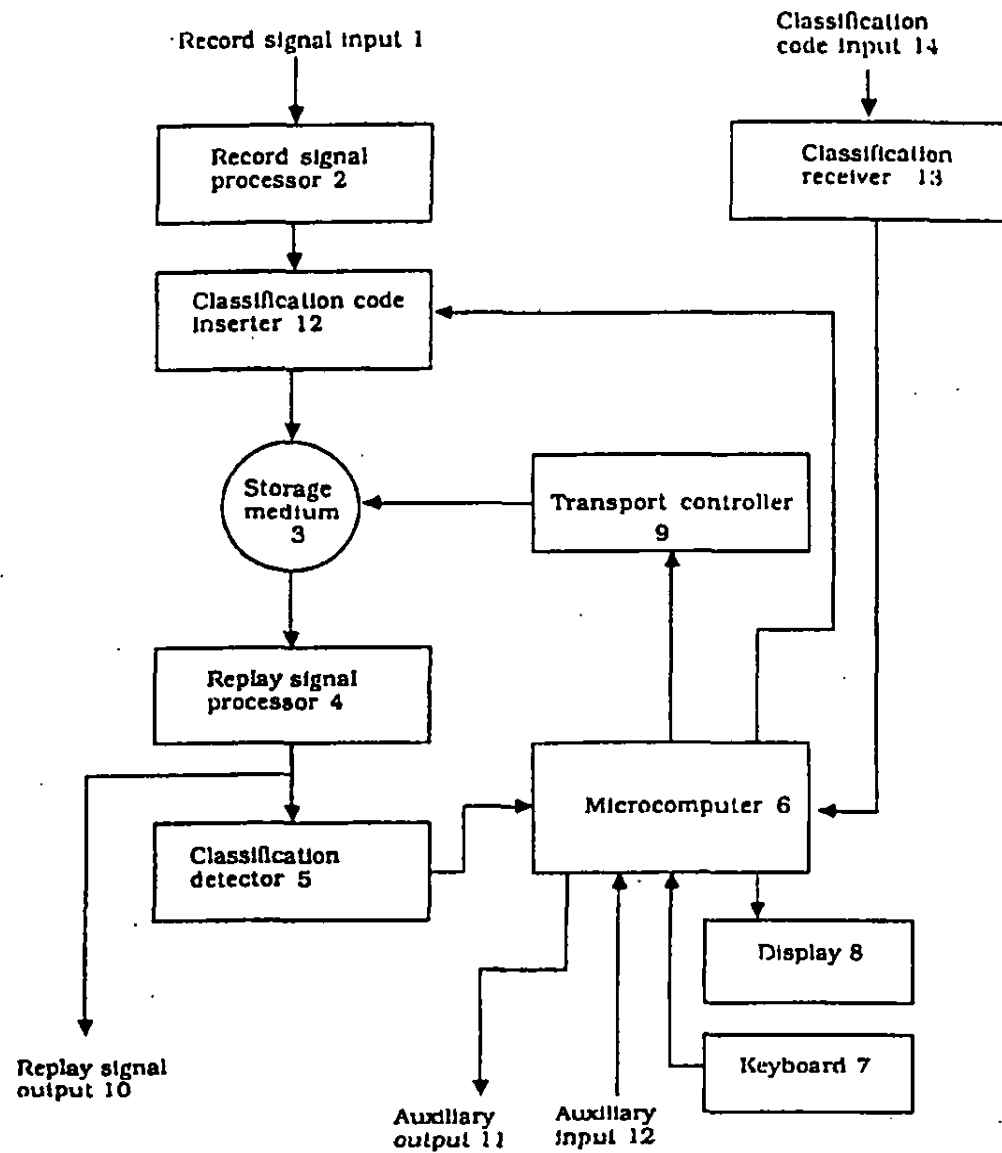 Record signal input 1
Classification
code input 14
Record signal
processor 2
Classification
receiver 13
Classification code
inserter 12
Storage
medium
3
Transport controller
9
Replay signal
processor 4
Microcomputer 6
Classification
detector 5
Display 8
Keyboard 7
Replay signal
output 10
Auxiliary
output 11
Auxiliary
input 12